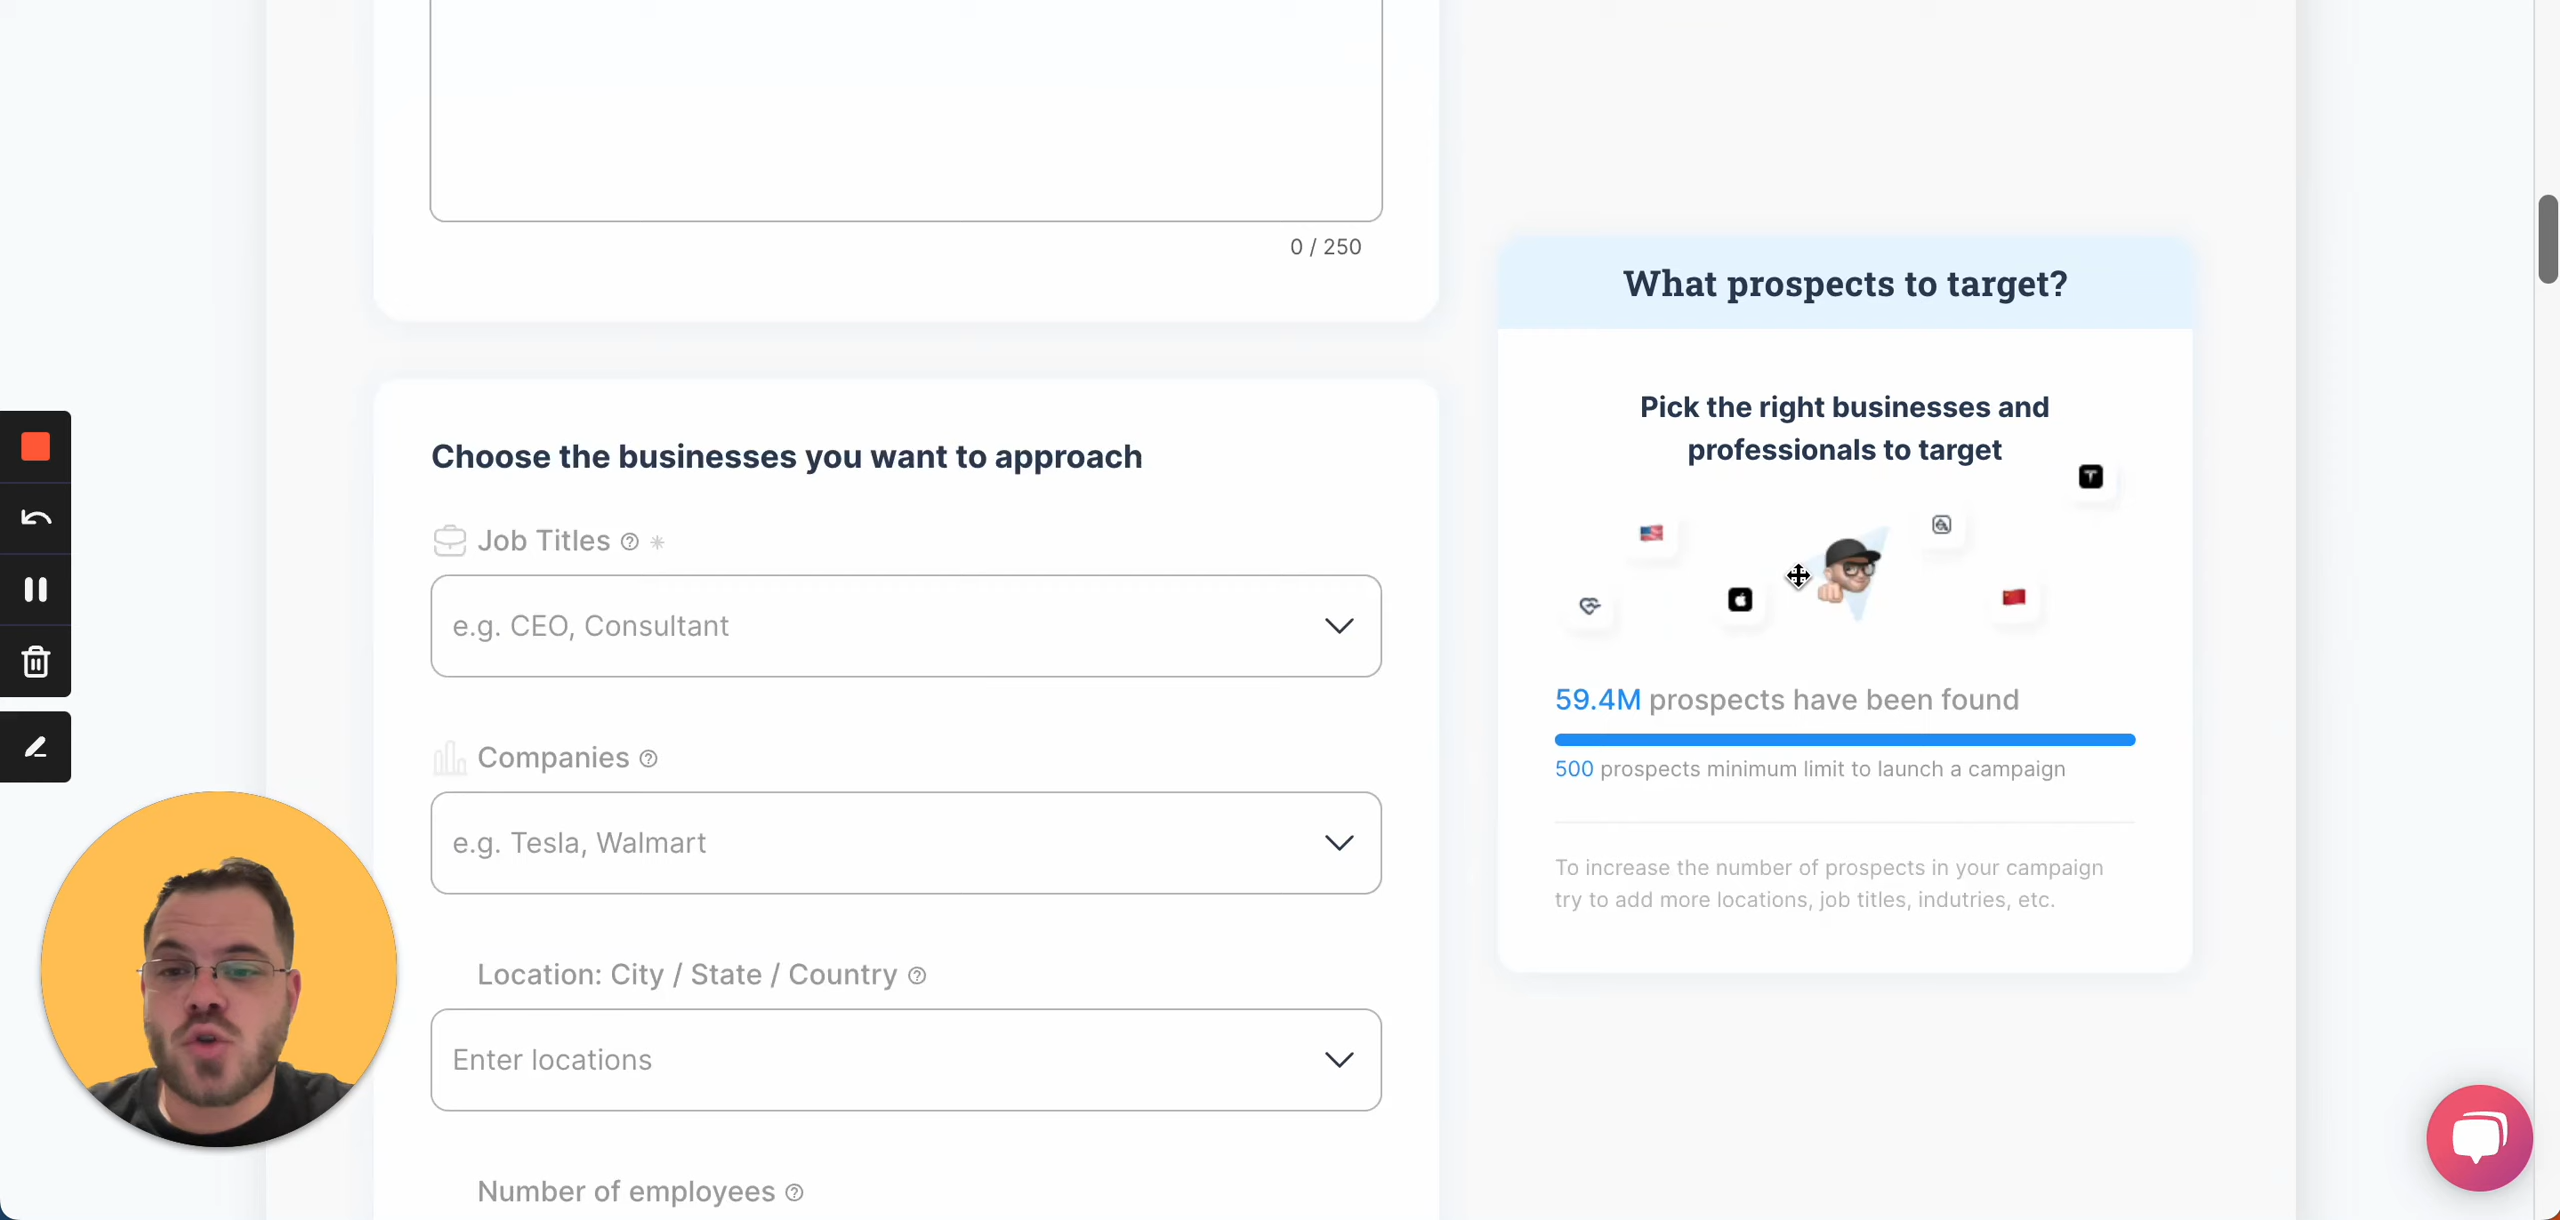 0 / 250
Choose the businesses you want to approach
Job Titles
e.g. CEO, Consultant
Companies
e.g. Tesla, Walmart
Location: City / State / Country
Enter locations
Number of employees
What prospects to target?
Pick the right businesses and
professionals to target
59.4M prospects have been found
500 prospects minimum limit to launch a campaign
To increase the number of prospects in your campaign
try to add more locations, job titles, indutries, etc.